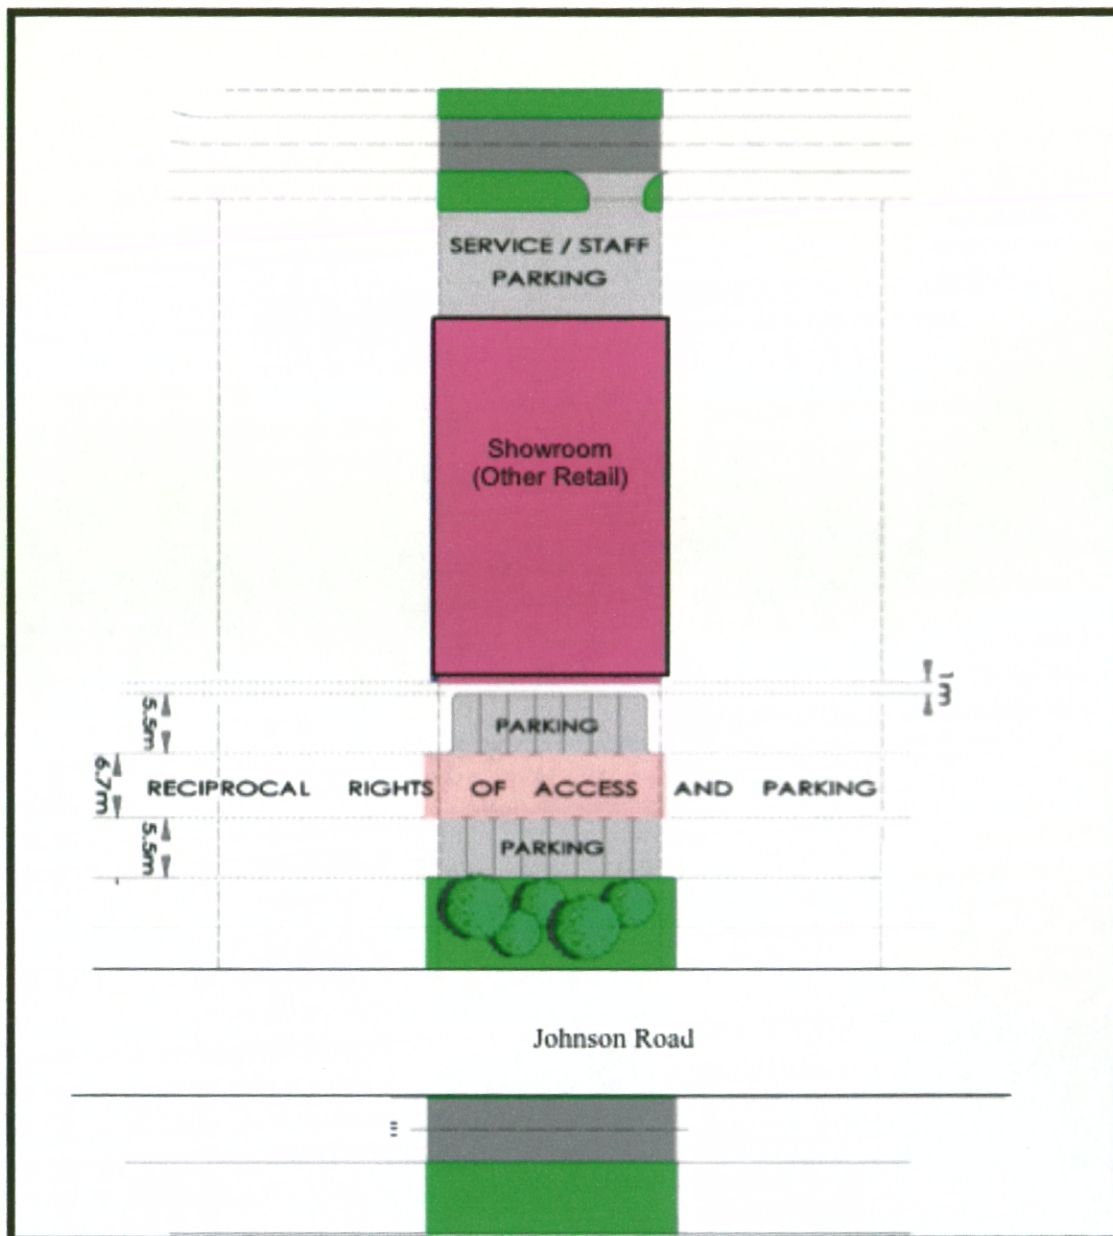 SERVICE / STAFF
PARKING
Showroom
(Other Retail)
1m
5.5m
PARKING
6.7m
RECIPROCAL RIGHTS OF ACCESS AND PARKING
5.5m
PARKING
Johnson Road